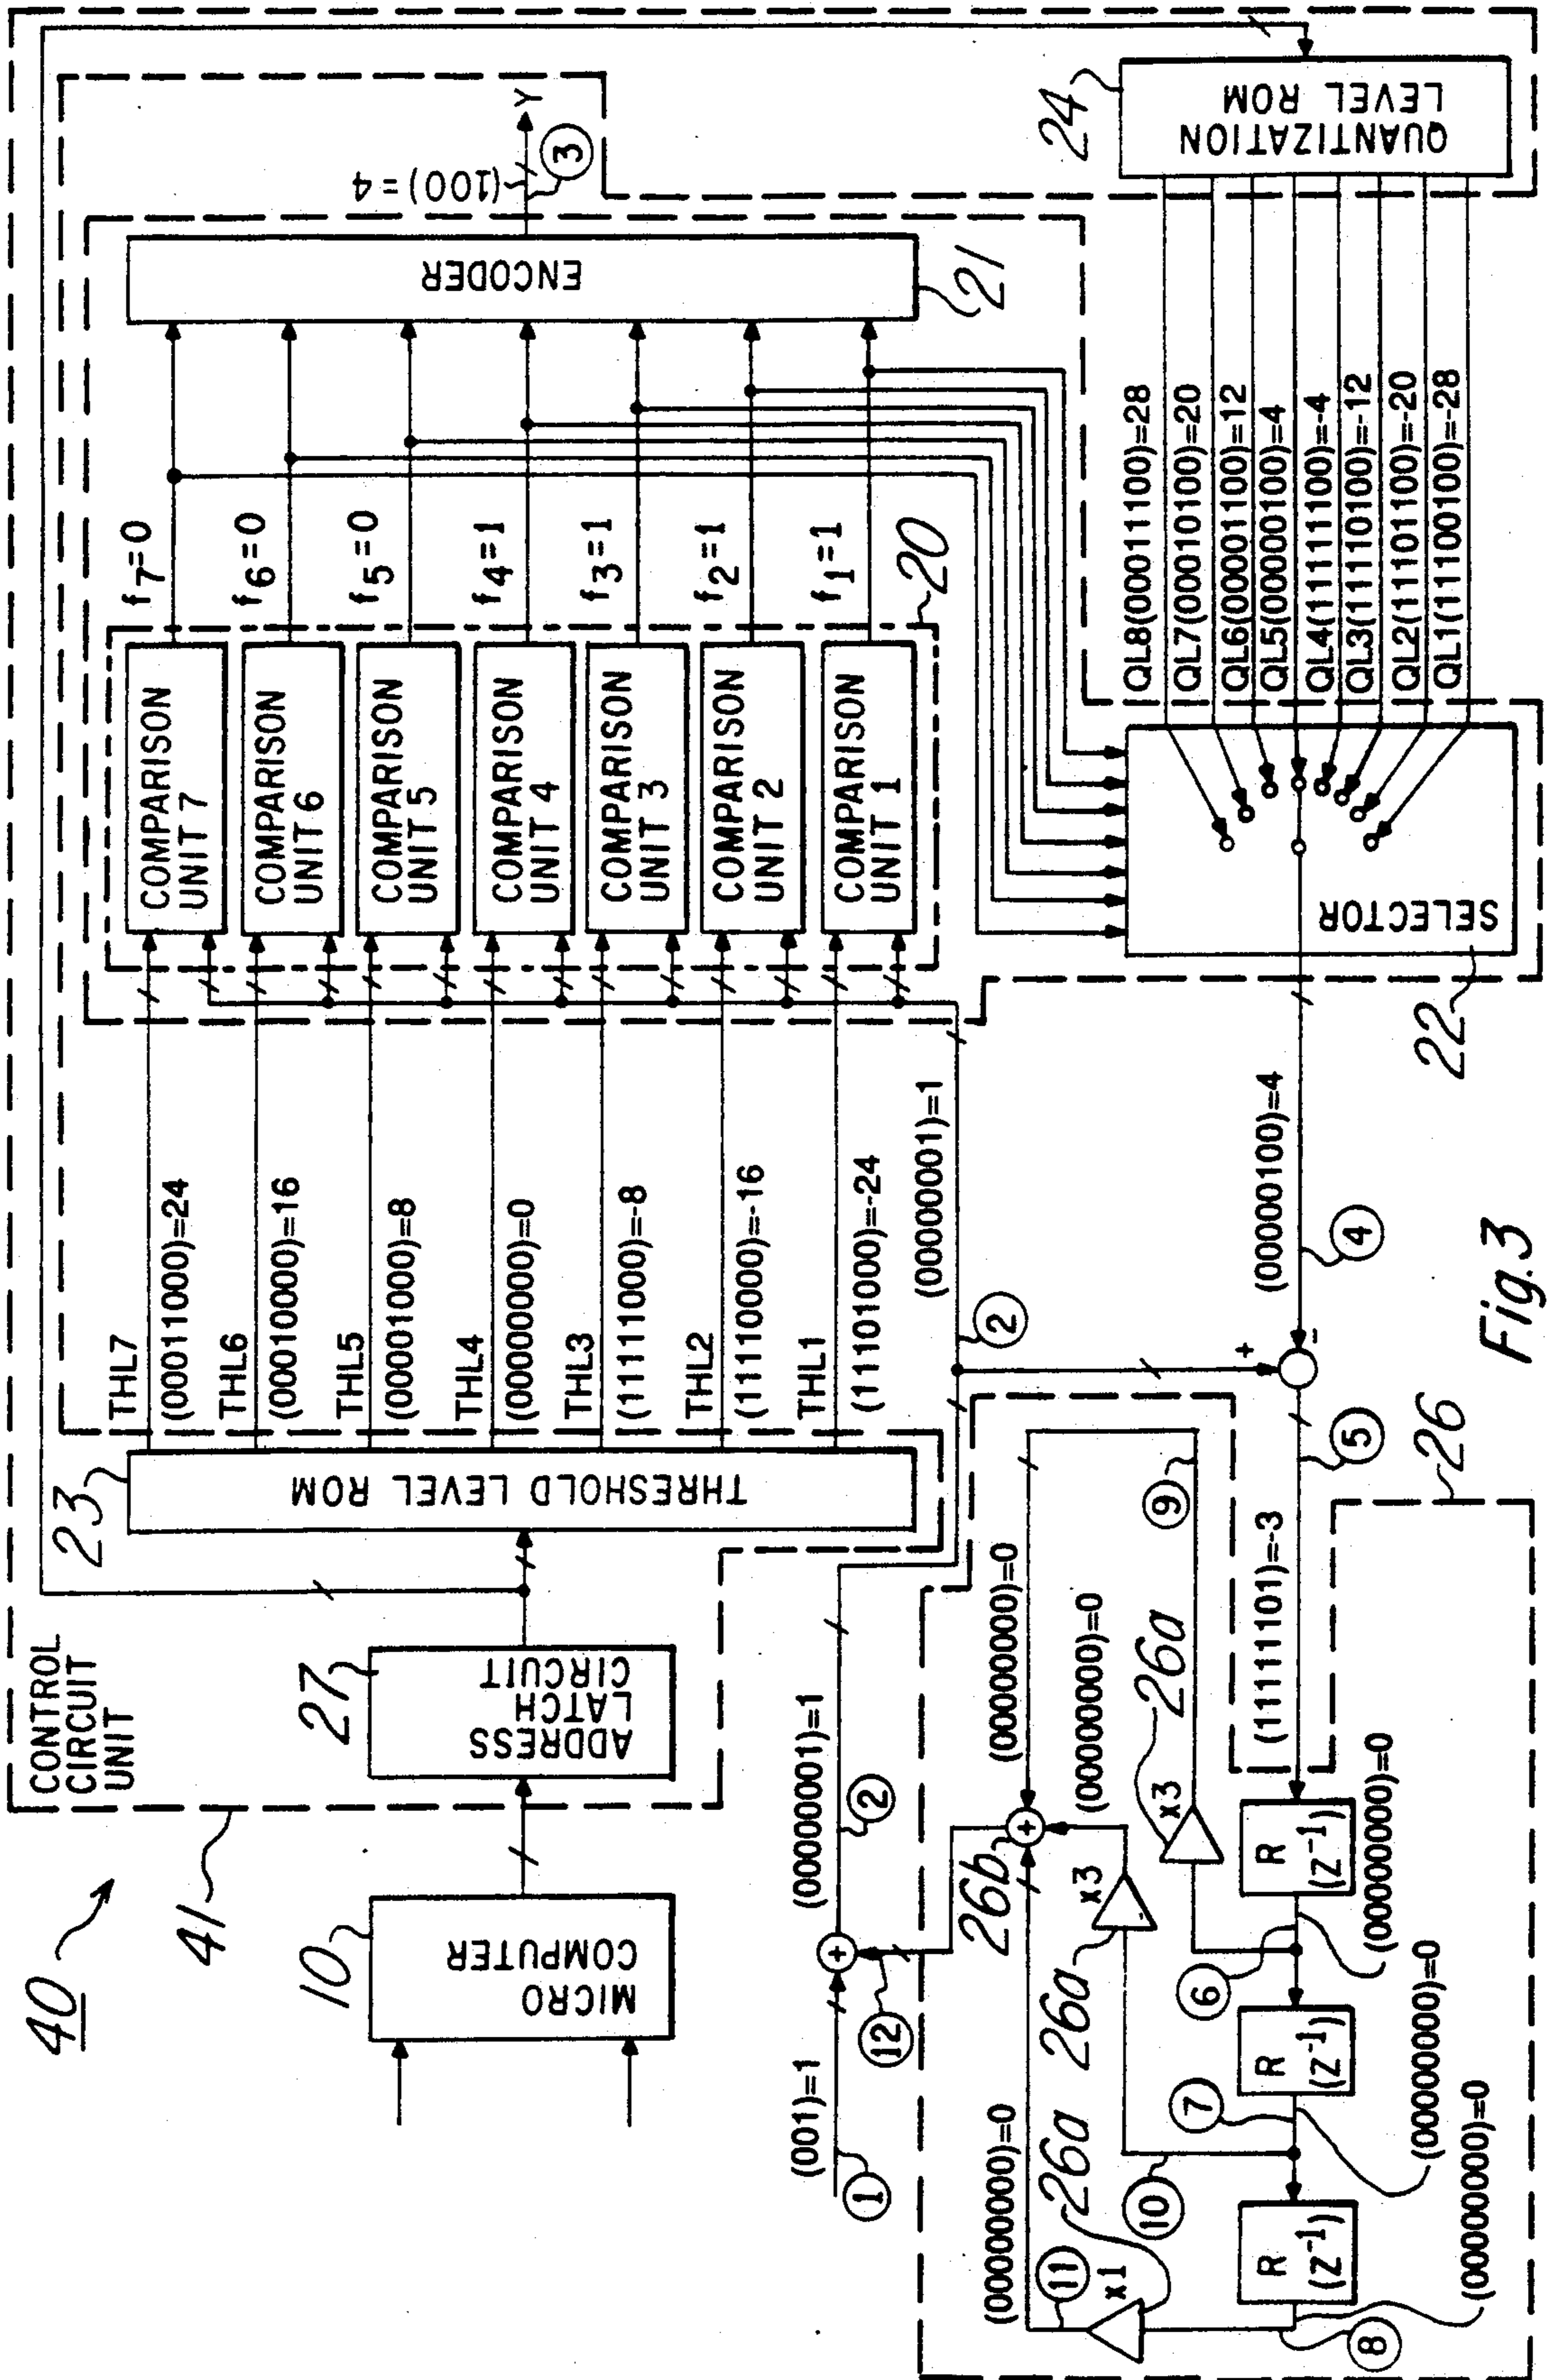 40
41
CONTROL
CIRCUIT
UNIT
10
MICRO
COMPUTER
27
ADDRESS
LATCH
CIRCUIT
23
THRESHOLD LEVEL ROM
THL7
(00011000)=24
THL6
(00010000)=16
THL5
(00001000)=8
THL4
(00000000)=0
THL3
(11111000)=-8
THL2
(11110000)=-16
THL1
(11101000)=-24
COMPARISON
UNIT 7
COMPARISON
UNIT 6
COMPARISON
UNIT 5
COMPARISON
UNIT 4
COMPARISON
UNIT 3
COMPARISON
UNIT 2
COMPARISON
UNIT 1
20
f7=0
f6=0
f5=0
f4=1
f3=1
f2=1
f1=1
ENCODER
21
(100)=4
3
Y
(001)=1
1
12
+
(00000001)=1
2
(00000001)=1
2
+
-
(00000100)=4
4
22
SELECTOR
QL8(00011100)=28
QL7(00010100)=20
QL6(00001100)=12
QL5(00000100)=4
QL4(11111100)=-4
QL3(11110100)=-12
QL2(11101100)=-20
QL1(11100100)=-28
24
QUANTIZATION
LEVEL ROM
(00000000)=0
11
x1
26a
26a
x3
10
26b
+
(00000000)=0
(00000000)=0
26a
x3
9
(11111101)=-3
5
26
R
(Z-1)
R
(Z-1)
R
(Z-1)
8
(00000000)=0
7
(00000000)=0
6
(00000000)=0
Fig.3